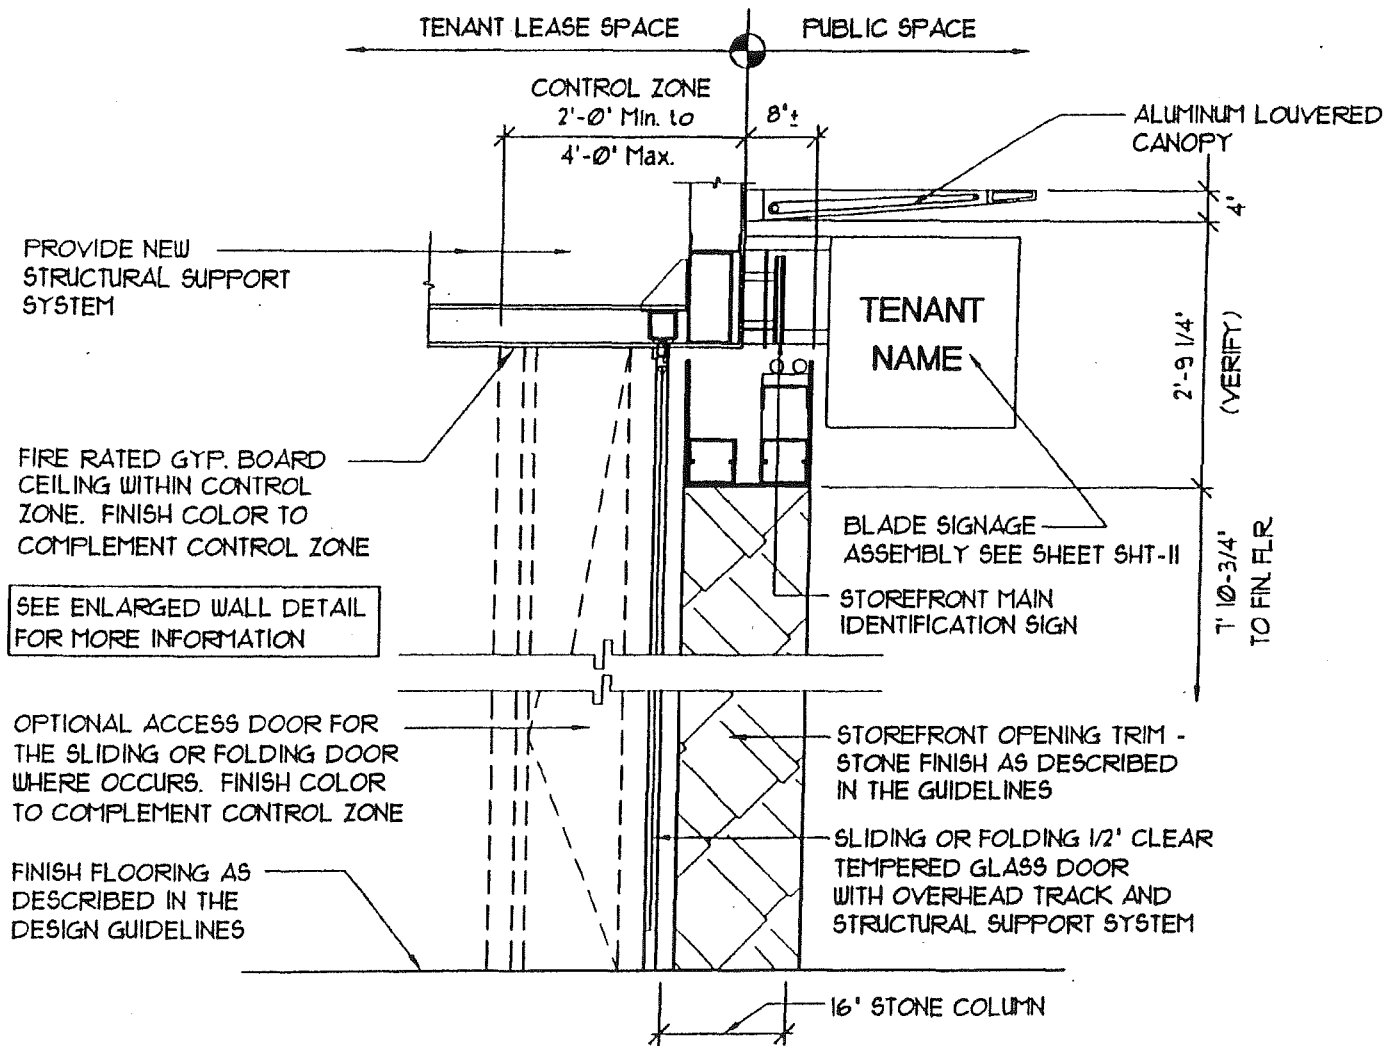 TENANT LEASE SPACE
PUBLIC SPACE
CONTROL ZONE
2'-0' Min. to
4'-0' Max.
8'±
ALUMINUM LOUVERED
CANOPY
4'
PROVIDE NEW
STRUCTURAL SUPPORT
SYSTEM
TENANT
NAME
2'-9 1/4'
(VERIFY)
FIRE RATED GYP. BOARD
CEILING WITHIN CONTROL
ZONE. FINISH COLOR TO
COMPLEMENT CONTROL ZONE
BLADE SIGNAGE
ASSEMBLY SEE SHEET SHT-11
7' 10-3/4'
TO FIN. FLR.
SEE ENLARGED WALL DETAIL
FOR MORE INFORMATION
STOREFRONT MAIN
IDENTIFICATION SIGN
OPTIONAL ACCESS DOOR FOR
THE SLIDING OR FOLDING DOOR
WHERE OCCURS. FINISH COLOR
TO COMPLEMENT CONTROL ZONE
STOREFRONT OPENING TRIM -
STONE FINISH AS DESCRIBED
IN THE GUIDELINES
SLIDING OR FOLDING 1/2' CLEAR
TEMPERED GLASS DOOR
WITH OVERHEAD TRACK AND
STRUCTURAL SUPPORT SYSTEM
FINISH FLOORING AS
DESCRIBED IN THE
DESIGN GUIDELINES
16' STONE COLUMN